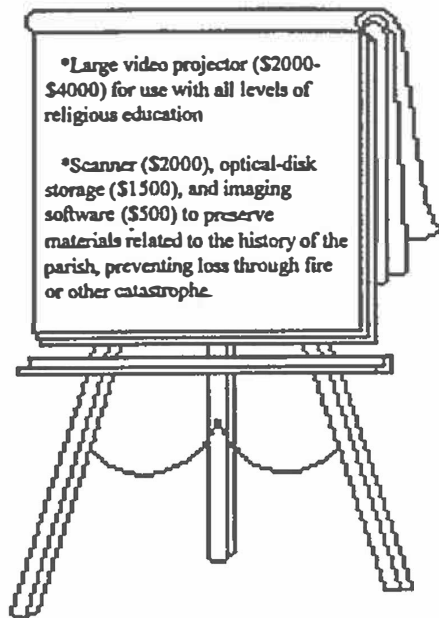 *Large video projector ($2000-
$4000) for use with all levels of
religious education
*Scanner ($2000), optical-disk
storage ($1500), and imaging
software ($500) to preserve
materials related to the history of the
parish, preventing loss through fire
or other catastrophe.